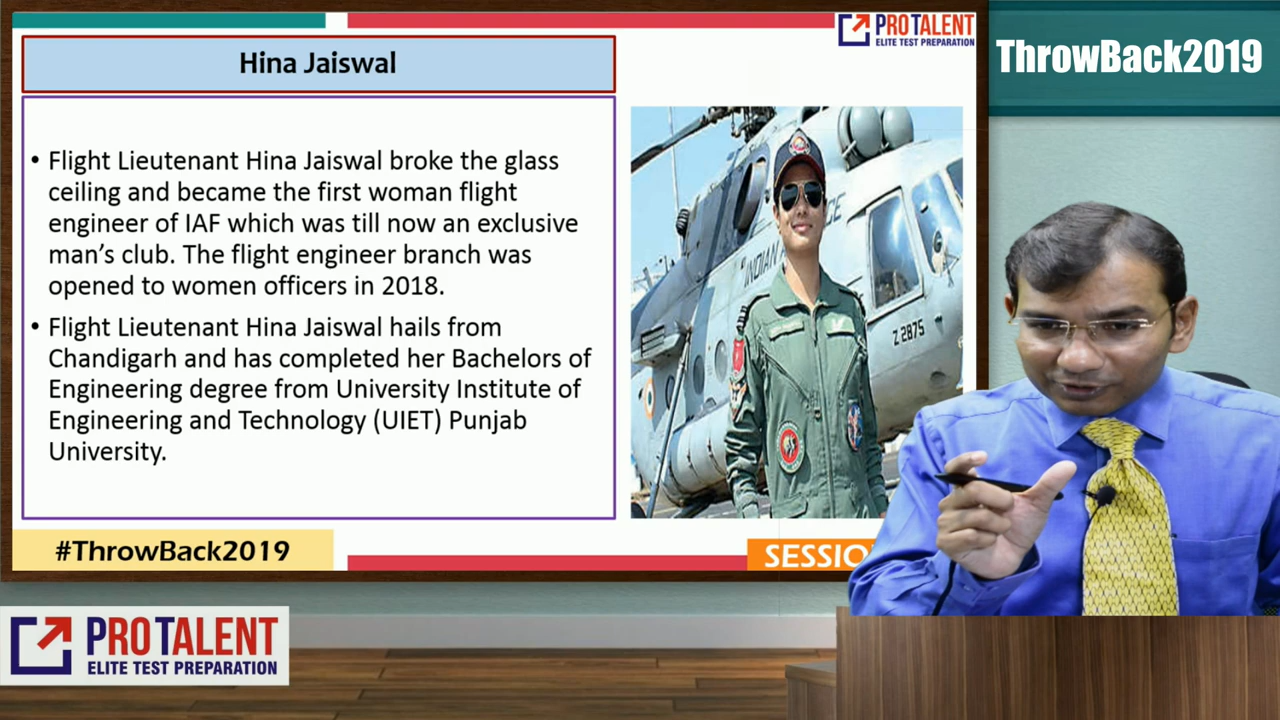 PROTALENT
ELITE TEST PREPARATION
ThrowBack2019
Hina Jaiswal
• Flight Lieutenant Hina Jaiswal broke the glass
ceiling and became the first woman flight
engineer of IAF which was till now an exclusive
man's club. The flight engineer branch was
opened to women officers in 2018.
• Flight Lieutenant Hina Jaiswal hails from
Chandigarh and has completed her Bachelors of
Engineering degree from University Institute of
Engineering and Technology (UIET) Punjab
University.
INDIAN
CE
Z 2875
#ThrowBack2019
PROTALENT
ELITE TEST PREPARATION